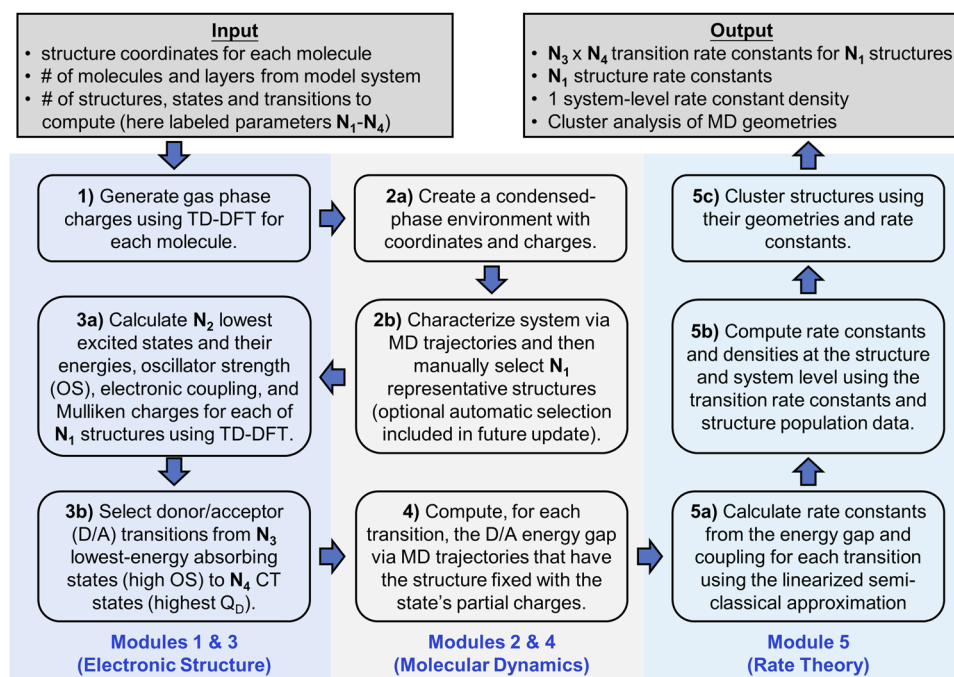 Input
• structure coordinates for each molecule
• # of molecules and layers from model system
• # of structures, states and transitions to
compute (here labeled parameters N1-N4)
Output
• N3 x N4 transition rate constants for N1 structures
• N1 structure rate constants
• 1 system-level rate constant density
• Cluster analysis of MD geometries
1) Generate gas phase
charges using TD-DFT for
each molecule.
2a) Create a condensed-
phase environment with
coordinates and charges.
2b) Characterize system via
MD trajectories and then
manually select N1
representative structures
(optional automatic selection
included in future update).
3a) Calculate N2 lowest
excited states and their
energies, oscillator strength
(OS), electronic coupling, and
Mulliken charges for each of
N1 structures using TD-DFT.
3b) Select donor/acceptor
(D/A) transitions from N3
lowest-energy absorbing
states (high OS) to N4 CT
states (highest QD).
4) Compute, for each
transition, the D/A energy gap
via MD trajectories that have
the structure fixed with the
state's partial charges.
5a) Calculate rate constants
from the energy gap and
coupling for each transition
using the linearized semi-
classical approximation
5b) Compute rate constants
and densities at the structure
and system level using the
transition rate constants and
structure population data.
5c) Cluster structures using
their geometries and rate
constants.
Modules 1 & 3
(Electronic Structure)
Modules 2 & 4
(Molecular Dynamics)
Module 5
(Rate Theory)